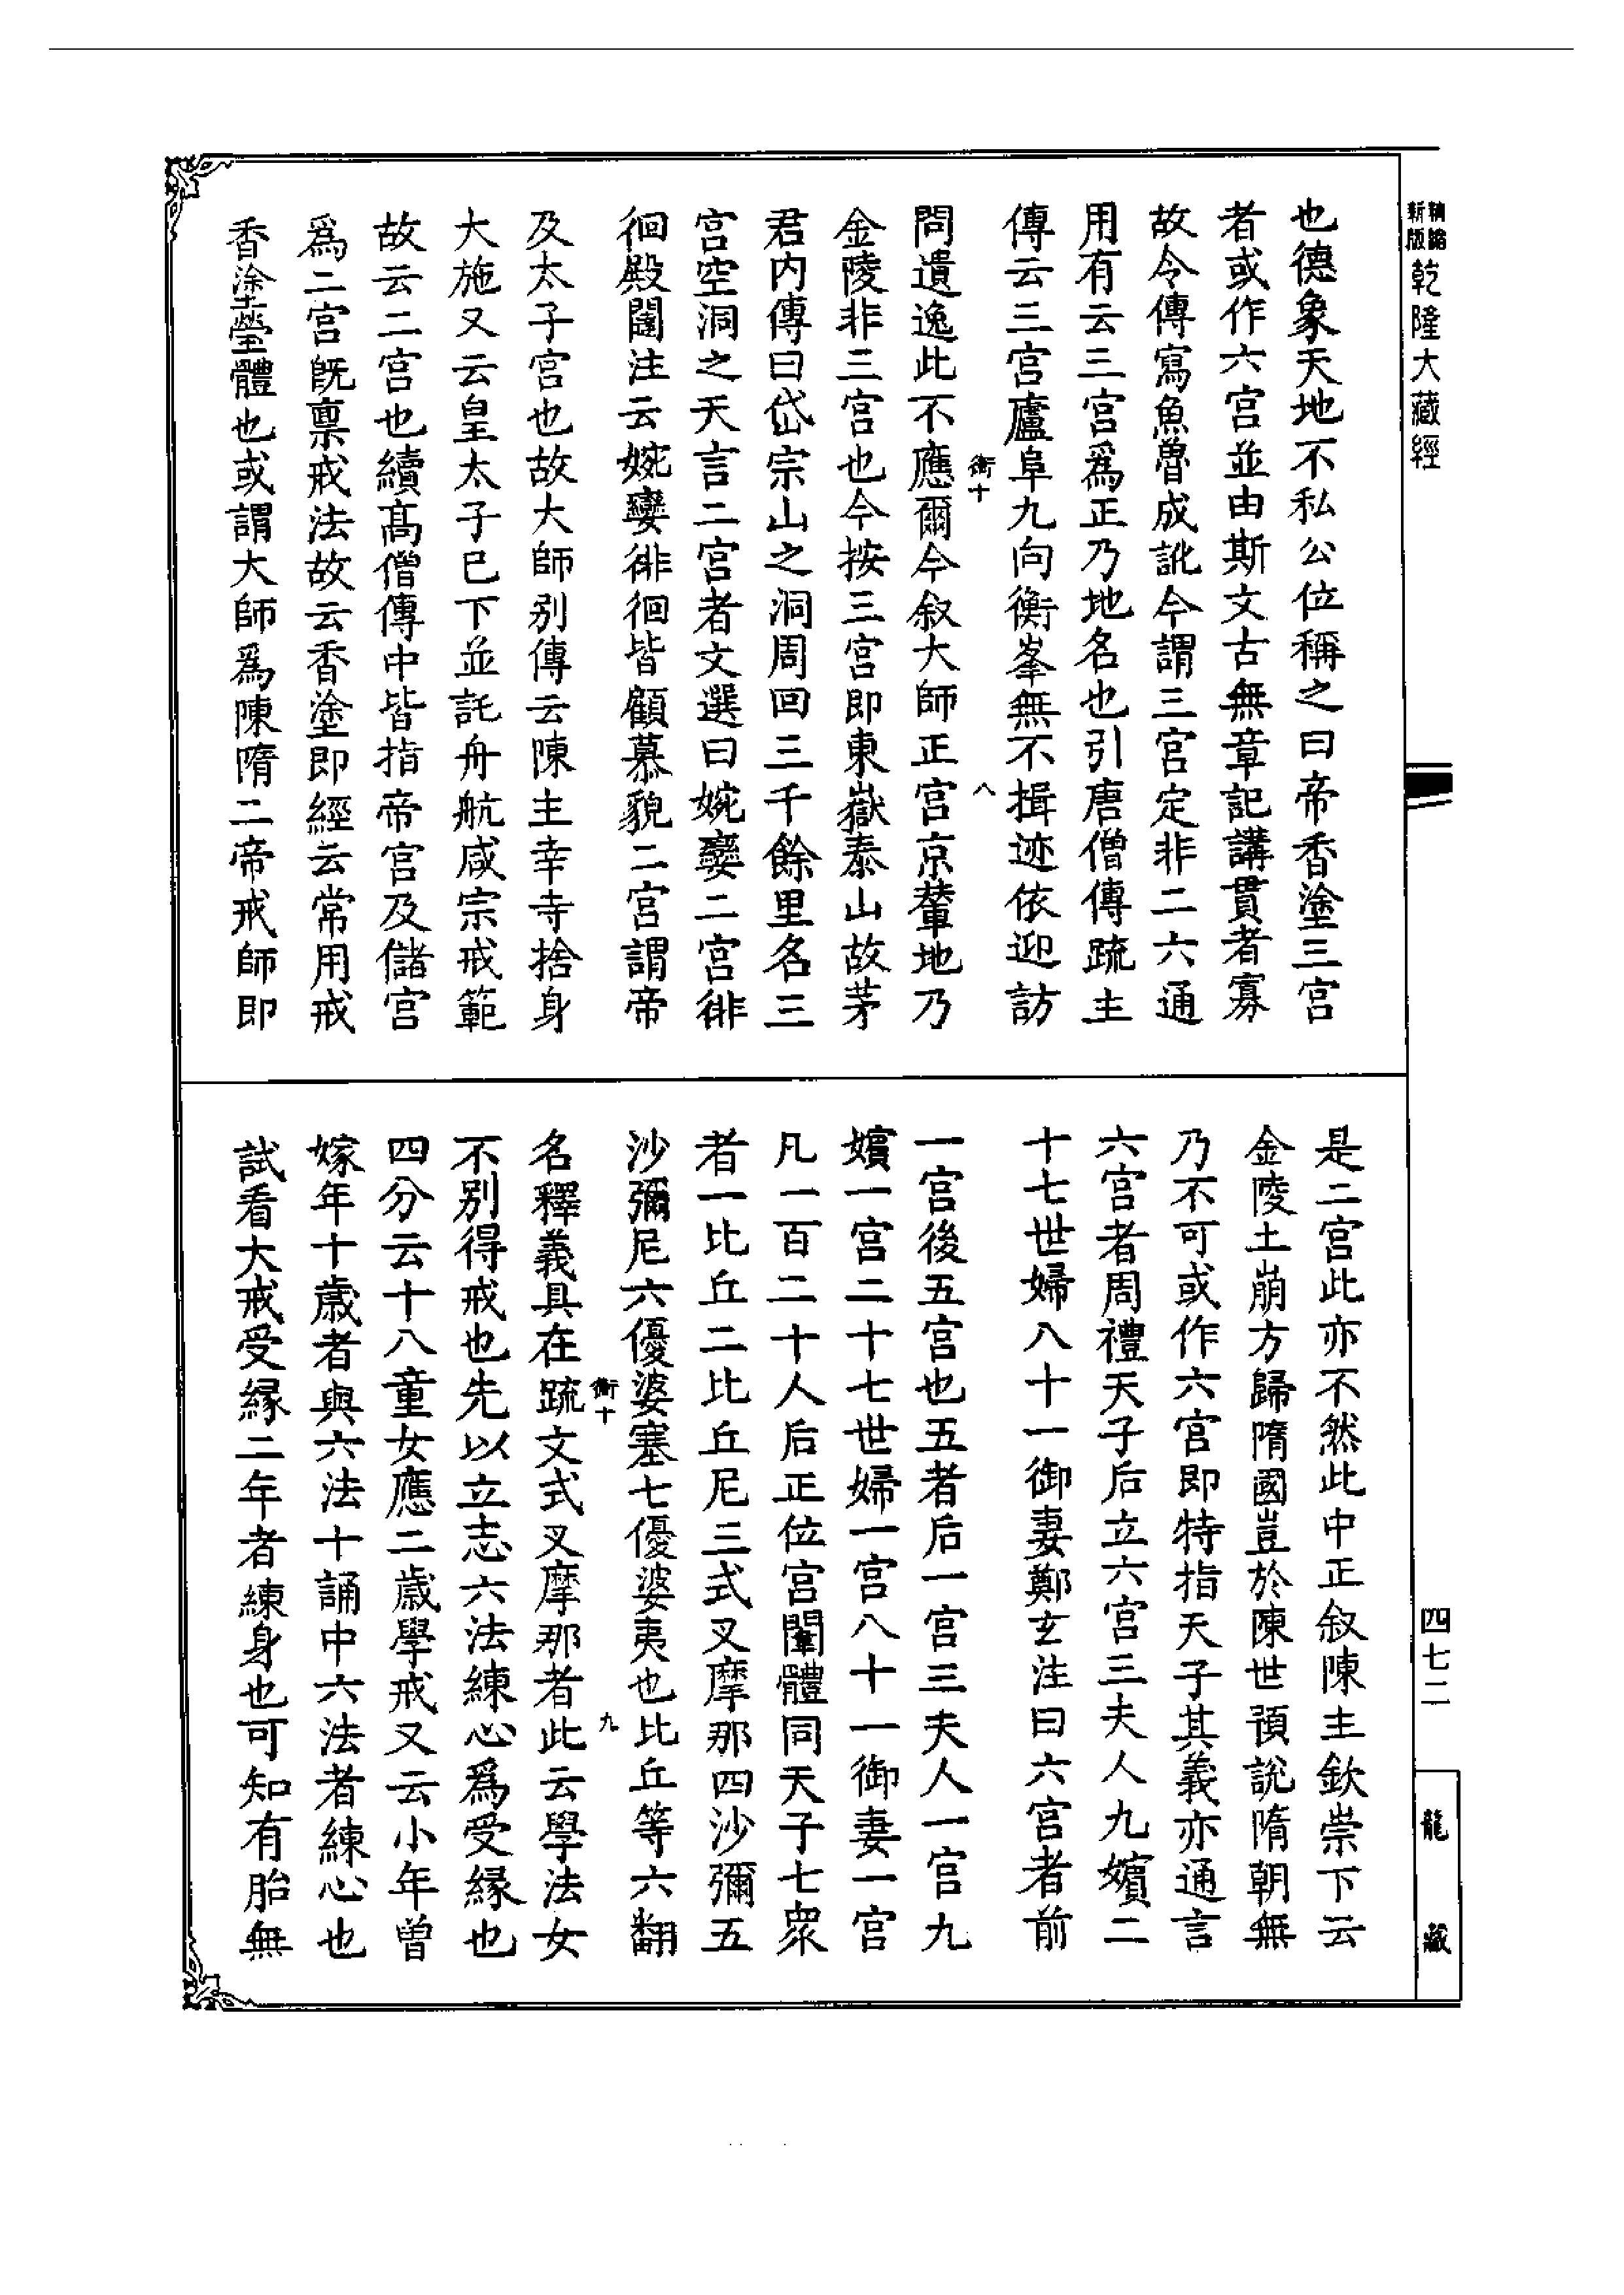 新版
乾隆大藏經
也德象天地不私公位稱之曰帝香塗三宮
者或作六宮並由斯文古無章記講貫者寡
故令傳寫魚魯成訛今謂三宮定非二六通
用有云三宮爲正乃地名也引唐僧傳疏主
傳云三宮廬阜九向衡峯無不揖迹依迎訪
衡十
八
問遺逸此不應爾今叙大師正宮京輦地乃
金陵非三宮也今按三宮即東嶽泰山故茅
君內傳曰岱宗山之洞周回三千餘里名三
宮空洞之天言二宮者文選曰婉孌二宮徘
徊殿闥注云婉孌徘徊皆顧慕貌二宮謂帝
及太子宮也故大師別傳云陳主幸寺捨身
大施又云皇太子已下並託舟航咸宗戒範
故云二宮也續高僧傳中皆指帝宮及儲宮
爲二宮旣禀戒法故云香塗即經云常用戒
香塗瑩體也或謂大師爲陳隋二帝戒師即
是二宮此亦不然此中正叙陳主欽崇下云
金陵土崩方歸隋國豈於陳世預說隋朝無
乃不可或作六宮即特指天子其義亦通言
六宮者周禮天子后立六宮三夫人九嬪二
十七世婦八十一御妻鄭玄注曰六宮者前
一宮後五宮也五者后一宮三夫人一宮九
嬪一宮二十七世婦一宮八十一御妻一宮
凡一百二十人后正位宮闈體同天子七衆
者一比丘二比丘尼三式叉摩那四沙彌五
沙彌尼六優婆塞七優婆夷也比丘等六翻
衡十
九
名釋義具在疏文式叉摩那者此云學法女
不別得戒也先以立志六法練心爲受緣也
四分云十八童女應二歲學戒又云小年曾
嫁年十歲者與六法十誦中六法者練心也
試看大戒受緣二年者練身也可知有胎無
四七二
龍藏